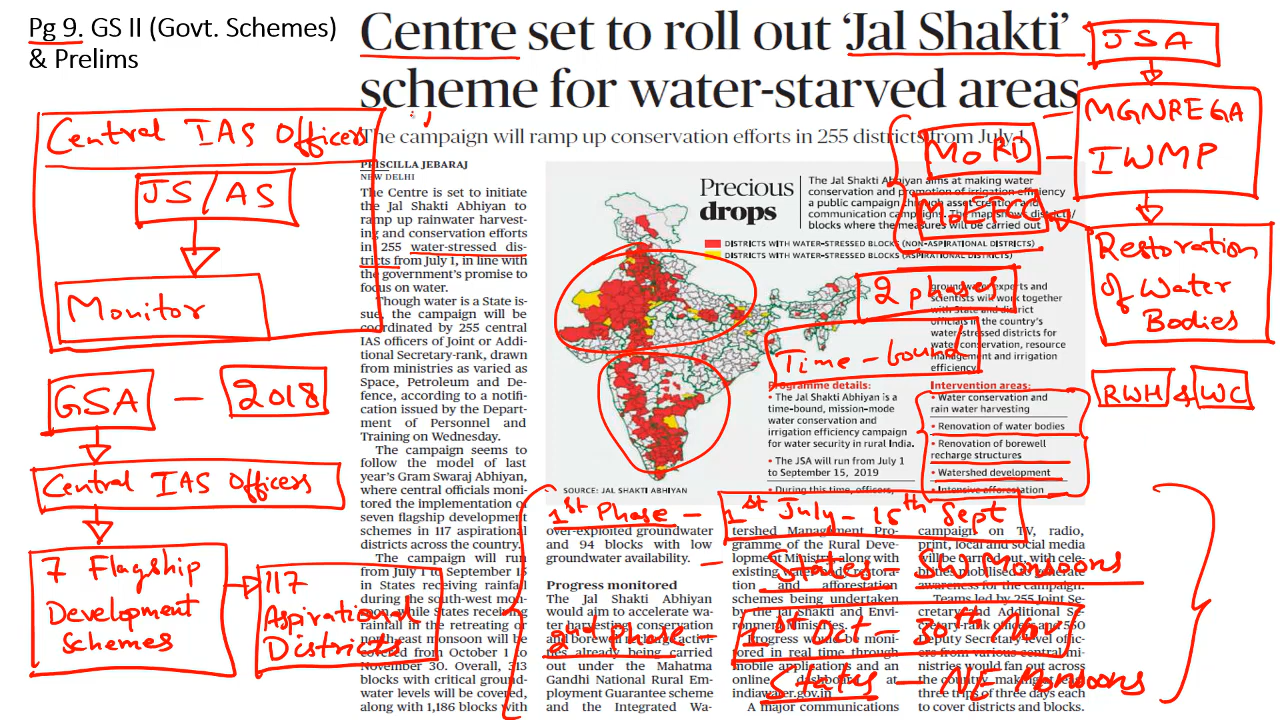 Pg 9. GS II (Govt. Schemes)
& Prelims
Centre set to roll out ‘Jal Shakti’
scheme for water-starved areas
The campaign will ramp up conservation efforts in 255 districts from July 1
PRISCILLA JEBARAJ
NEW DELHI
The Centre is set to initiate
the Jal Shakti Abhiyan to
ramp up rainwater harvest-
ing and conservation efforts
in 255 water-stressed dis-
tricts from July 1, in line with
the government's promise to
focus on water.
Though water is a State is-
sue, the campaign will be
coordinated by 255 central
IAS officers of Joint or Addi-
tional Secretary-rank, drawn
from ministries as varied as
Space, Petroleum and De-
fence, according to a notifi-
cation issued by the Depart-
ment of Personnel and
Training on Wednesday.
The campaign seems to
follow the model of last
year's Gram Swaraj Abhiyan,
where central officials moni-
tored the implementation of
seven flagship development
schemes in 117 aspirational
districts across the country.
The campaign will run
from July 1 to September 15
in States receiving rainfall
during the south-west mon-
soon, while States receiving
rainfall in the retreating or
north-east monsoon will be
covered from October 1 to
November 30. Overall, 313
blocks with critical ground-
water levels will be covered,
along with 1,186 blocks with
Precious
drops
The Jal Shakti Abhiyan aims at making water
conservation and promotion of irrigation efficiency
a public campaign through asset creation and
communication campaigns. The map shows districts/
blocks where the measures will be carried out
DISTRICTS WITH WATER-STRESSED BLOCKS (NON-ASPIRATIONAL DISTRICTS)
DISTRICTS WITH WATER-STRESSED BLOCKS (ASPIRATIONAL DISTRICTS)
groundwater experts and
scientists will work together
with State and district
officials in the country's
water-stressed districts for
water conservation, resource
management and irrigation
efficiency
Programme details:
• The Jal Shakti Abhiyan is a
time-bound, mission-mode
water conservation and
irrigation efficiency campaign
for water security in rural India.
• The JSA will run from July 1
to September 15, 2019
• During this time, officers,
Intervention areas:
• Water conservation and
rain water harvesting
• Renovation of water bodies
• Renovation of borewell
recharge structures
• Watershed development
• Intensive afforestation
SOURCE: JAL SHAKTI ABHIYAN
over-exploited groundwater
and 94 blocks with low
groundwater availability.
Progress monitored
The Jal Shakti Abhiyan
would aim to accelerate wa-
ter harvesting, conservation
and borewell recharge activi-
ties already being carried
out under the Mahatma
Gandhi National Rural Em-
ployment Guarantee scheme
and the Integrated Wa-
tershed Management Pro-
gramme of the Rural Deve-
lopment Ministry, along with
existing water body restora-
tion and afforestation
schemes being undertaken
by the Jal Shakti and Envi-
ronment Ministries.
Progress would be moni-
tored in real time through
mobile applications and an
online dashboard at
indiawater.gov.in
A major communications
campaign on TV, radio,
print, local and social media
will be carried out, with cele-
brities mobilised to generate
awareness for the campaign.
Teams led by 255 Joint Se-
cretary and Additional Se-
cretary-rank officers and 550
Deputy Secretary level offic-
ers from various central mi-
nistries would fan out across
the country, making at least
three trips of three days each
to cover districts and blocks.
Central IAS Officers
JS/AS
Monitor
GSA – 2018
Central IAS Officers
7 Flagship
Development
Schemes
117
Aspirational
Districts
JSA
MGNREGA
MoRD – IWMP
MoEFCC
Restoration
of Water
Bodies
2 phases
Time-bound
RWH & WC
1st Phase – 1st July – 15th Sept
– States – SW Monsoons
2nd Phase – 1st Oct – 30th Nov
States – NE Monsoons